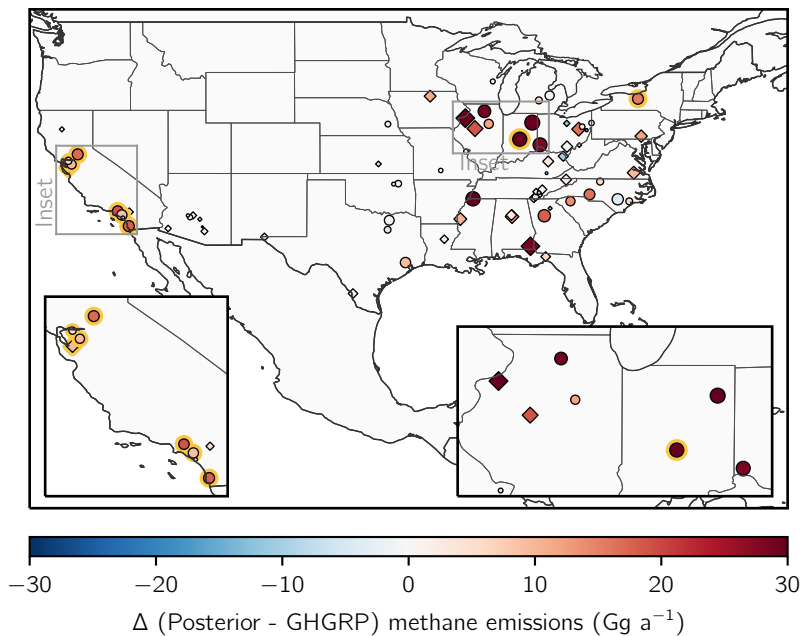 Inset
Inset
−30 −20 −10 0 10 20 30
Δ (Posterior - GHGRP) methane emissions (Gg a⁻¹)